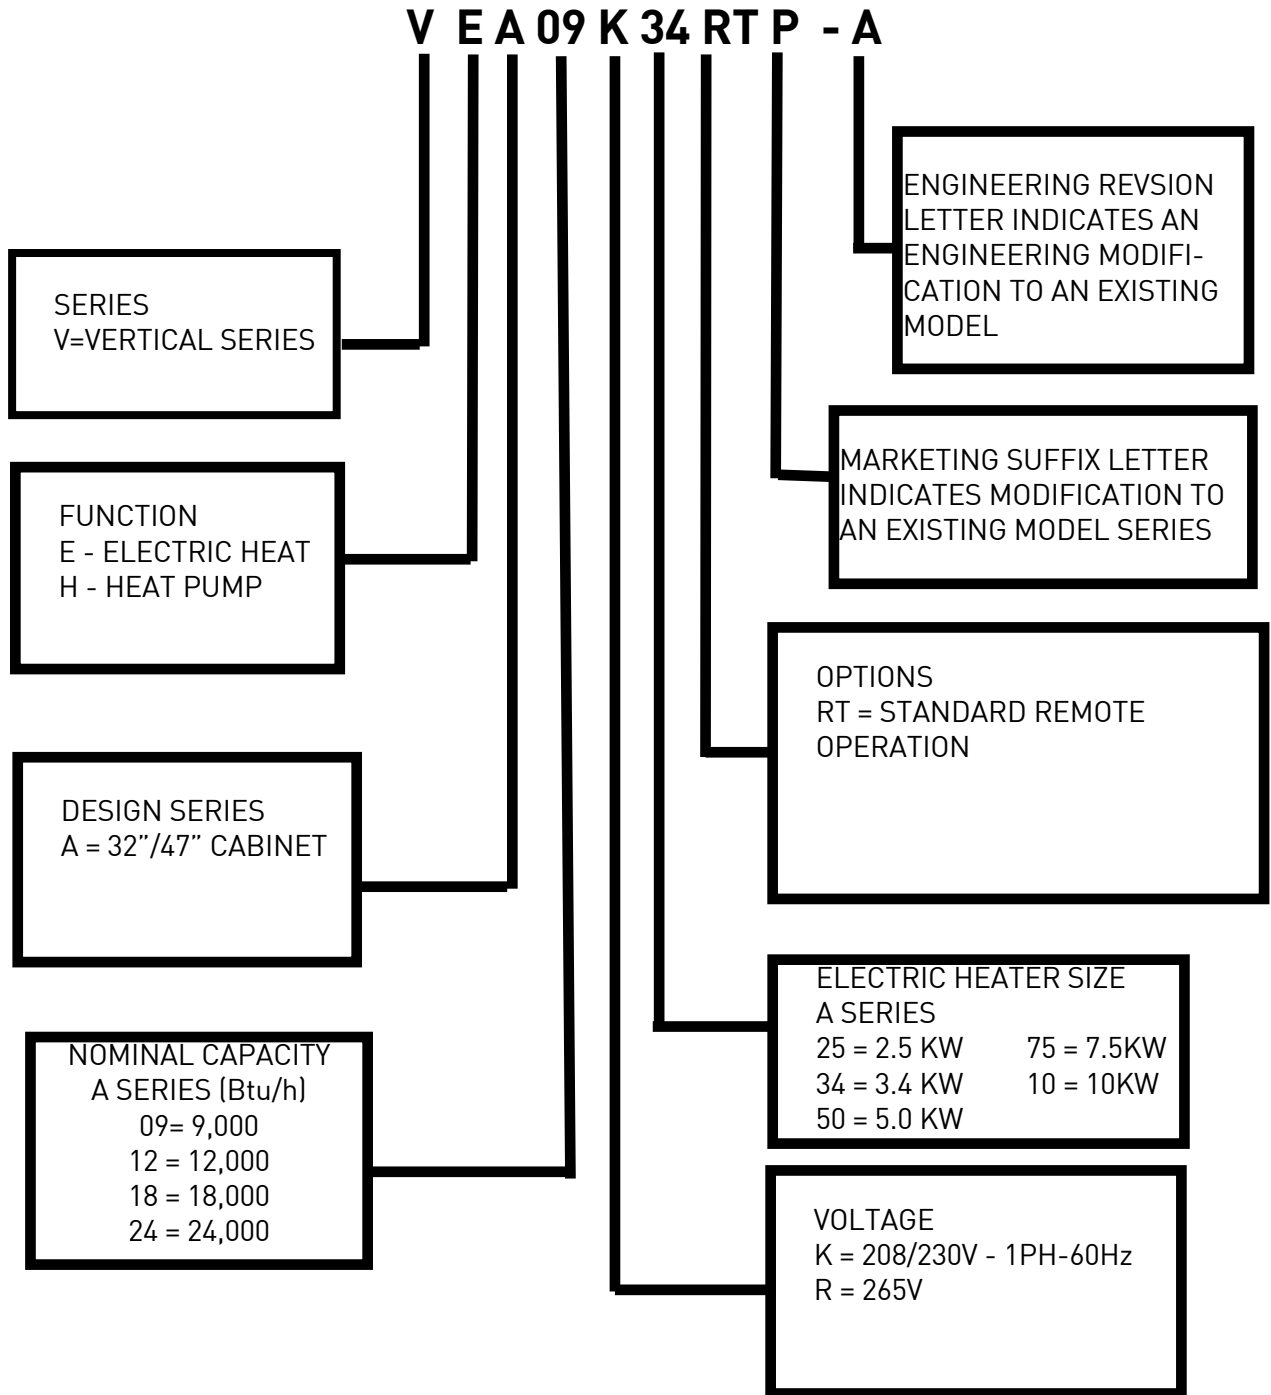 V E A 09 K 34 RT P - A
SERIES
V=VERTICAL SERIES
FUNCTION
E - ELECTRIC HEAT
H - HEAT PUMP
DESIGN SERIES
A = 32”/47” CABINET
NOMINAL CAPACITY
A SERIES (Btu/h)
09= 9,000
12 = 12,000
18 = 18,000
24 = 24,000
ENGINEERING REVSION
LETTER INDICATES AN
ENGINEERING MODIFI-
CATION TO AN EXISTING
MODEL
MARKETING SUFFIX LETTER
INDICATES MODIFICATION TO
AN EXISTING MODEL SERIES
OPTIONS
RT = STANDARD REMOTE
OPERATION
ELECTRIC HEATER SIZE
A SERIES
25 = 2.5 KW 75 = 7.5KW
34 = 3.4 KW 10 = 10KW
50 = 5.0 KW
VOLTAGE
K = 208/230V - 1PH-60Hz
R = 265V